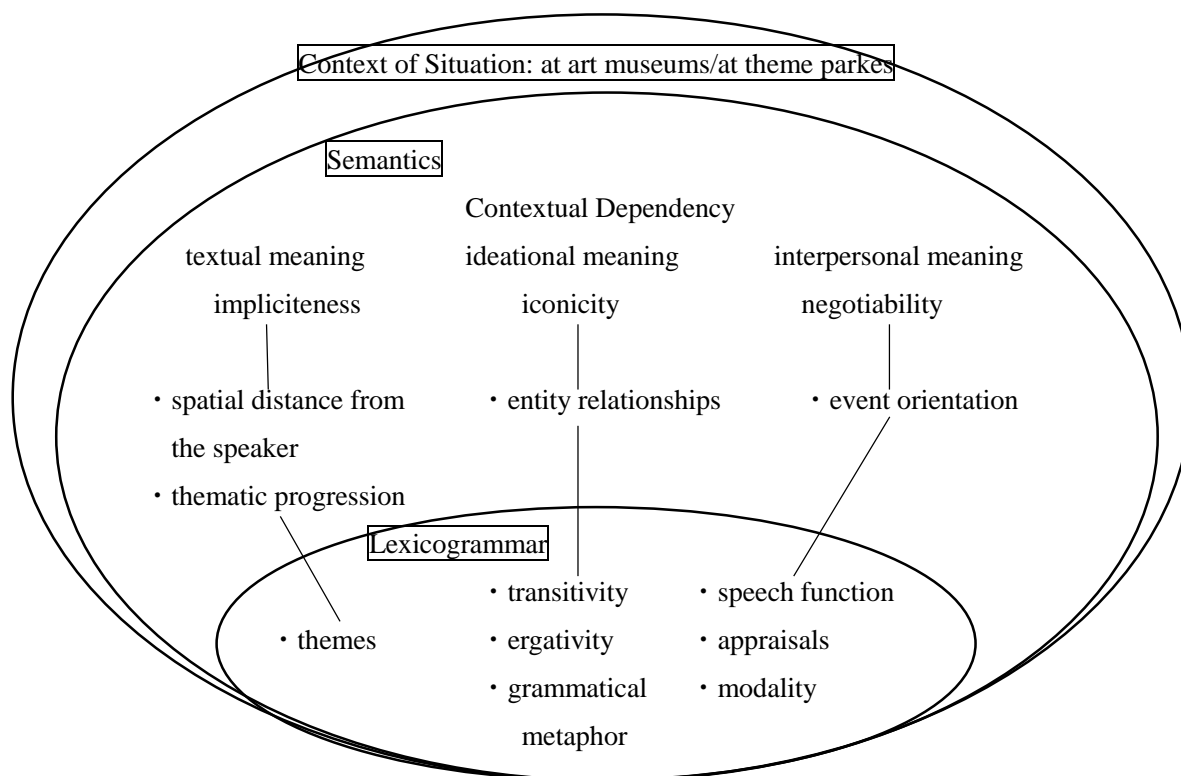 Context of Situation: at art museums/at theme parkes
Semantics
Contextual Dependency
textual meaning ideational meaning interpersonal meaning
impliciteness iconicity negotiability
・spatial distance from ・entity relationships ・event orientation
the speaker
・thematic progression
Lexicogrammar
・transitivity ・speech function
・themes ・ergativity ・appraisals
・grammatical ・modality
metaphor